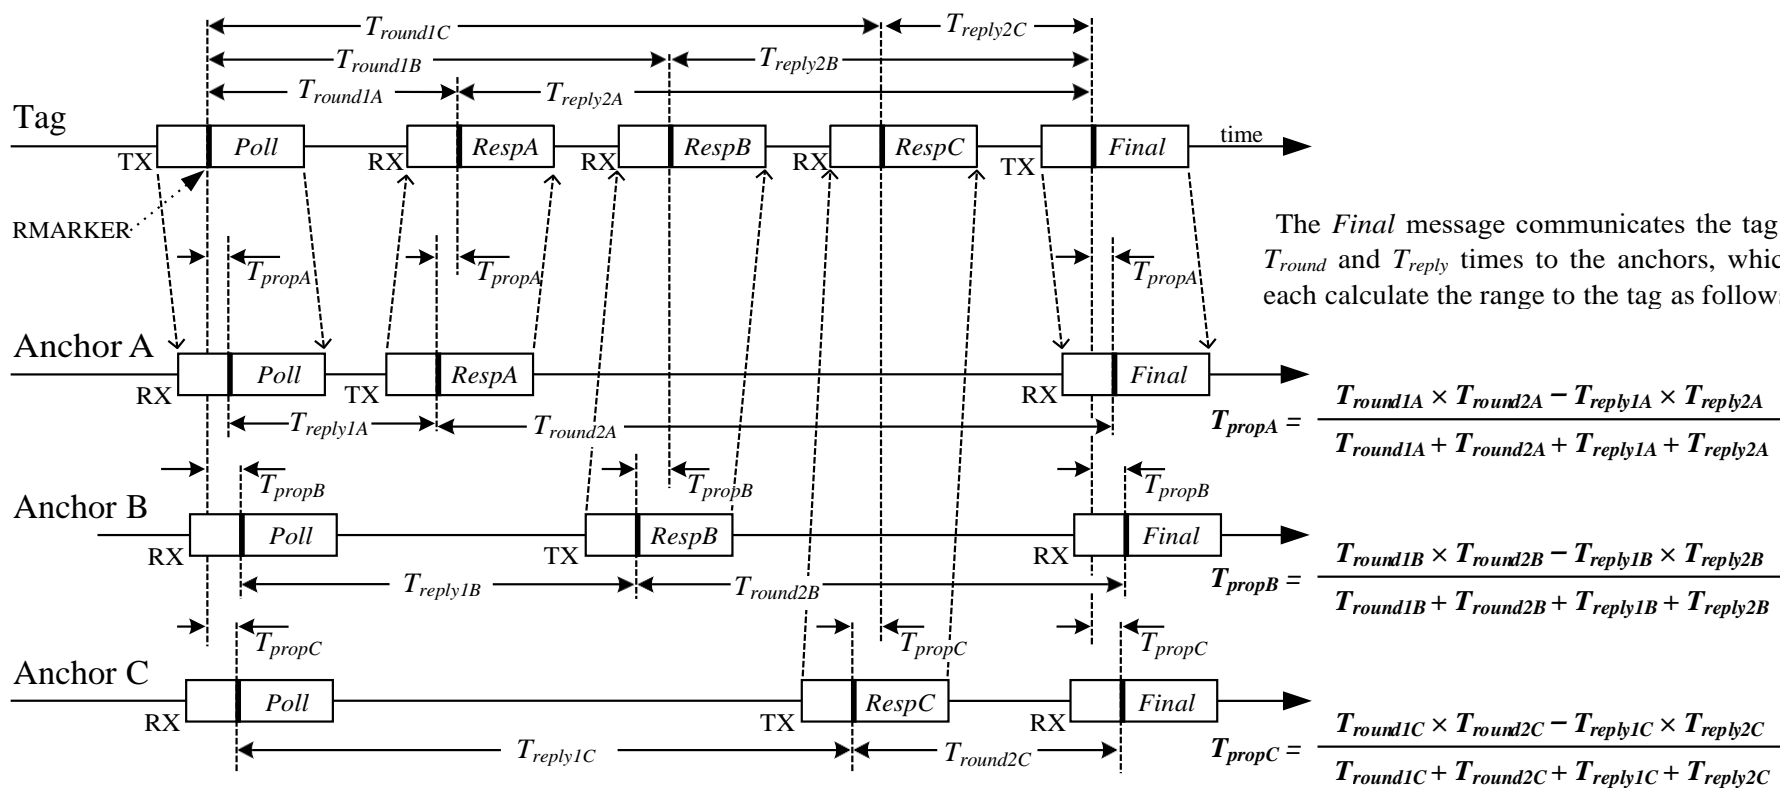 T_round1C T_reply2C
T_round1B T_reply2B
T_round1A T_reply2A
Tag
Poll RespA RespB RespC Final time
TX RX RX RX TX
RMARKER
The Final message communicates the tag
T_round and T_reply times to the anchors, whic
each calculate the range to the tag as follows
T_propA T_propA T_propA
Anchor A
Poll RespA Final
RX TX RX
T_reply1A T_round2A
T_propA = (T_round1A × T_round2A − T_reply1A × T_reply2A) / (T_round1A + T_round2A + T_reply1A + T_reply2A)
T_propB T_propB T_propB
Anchor B
Poll RespB Final
RX TX RX
T_reply1B T_round2B
T_propB = (T_round1B × T_round2B − T_reply1B × T_reply2B) / (T_round1B + T_round2B + T_reply1B + T_reply2B)
T_propC T_propC T_propC
Anchor C
Poll RespC Final
RX TX RX
T_reply1C T_round2C
T_propC = (T_round1C × T_round2C − T_reply1C × T_reply2C) / (T_round1C + T_round2C + T_reply1C + T_reply2C)